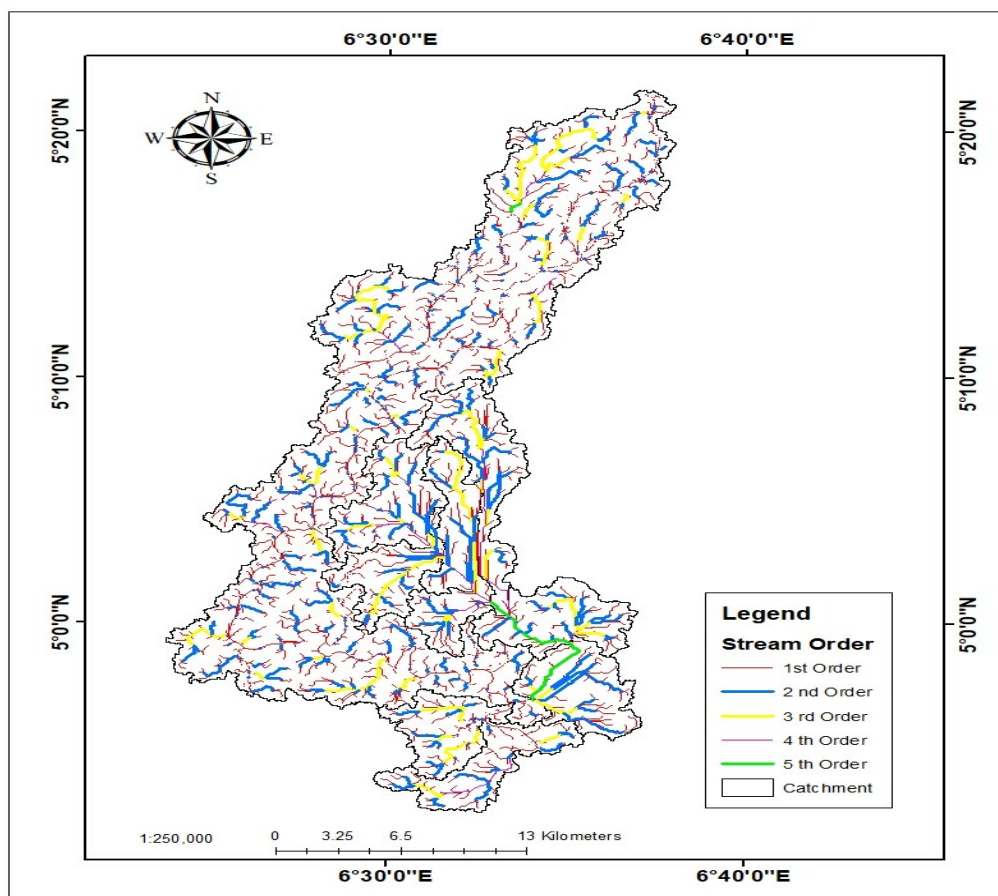 6°30'0"E 6°40'0"E
N
W E
S
5°20'0"N 5°20'0"N
5°10'0"N 5°10'0"N
5°0'0"N 5°0'0"N
Legend
Stream Order
1st Order
2 nd Order
3 rd Order
4 th Order
5 th Order
Catchment
1:250,000 0 3.25 6.5 13 Kilometers
6°30'0"E 6°40'0"E